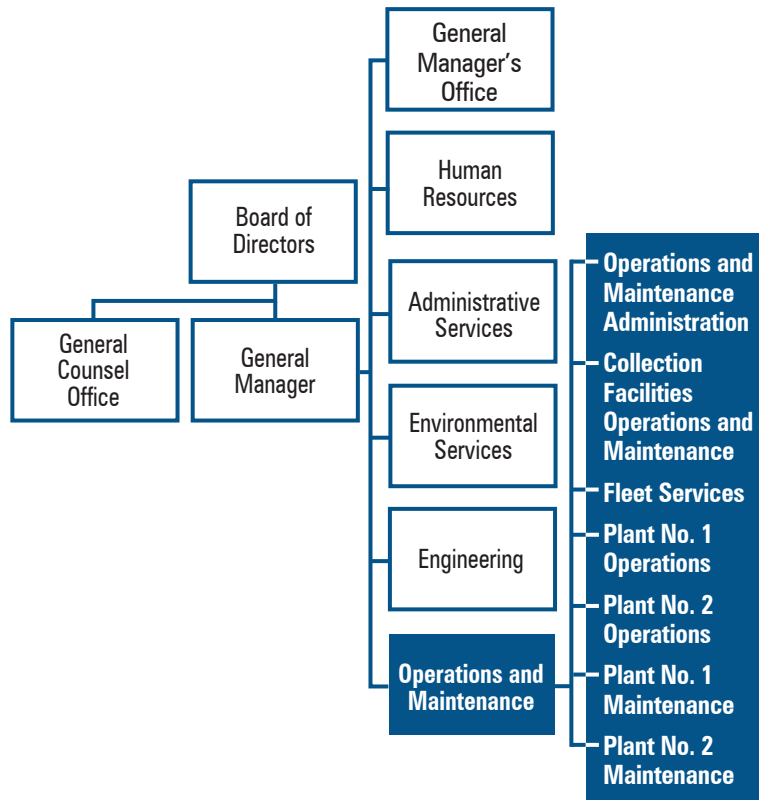 General
Manager's
Office
Human
Resources
Board of
Directors
Administrative
Services
General
Counsel
Office
General
Manager
Environmental
Services
Engineering
Operations and
Maintenance
Operations and
Maintenance
Administration
Collection
Facilities
Operations and
Maintenance
Fleet Services
Plant No. 1
Operations
Plant No. 2
Operations
Plant No. 1
Maintenance
Plant No. 2
Maintenance